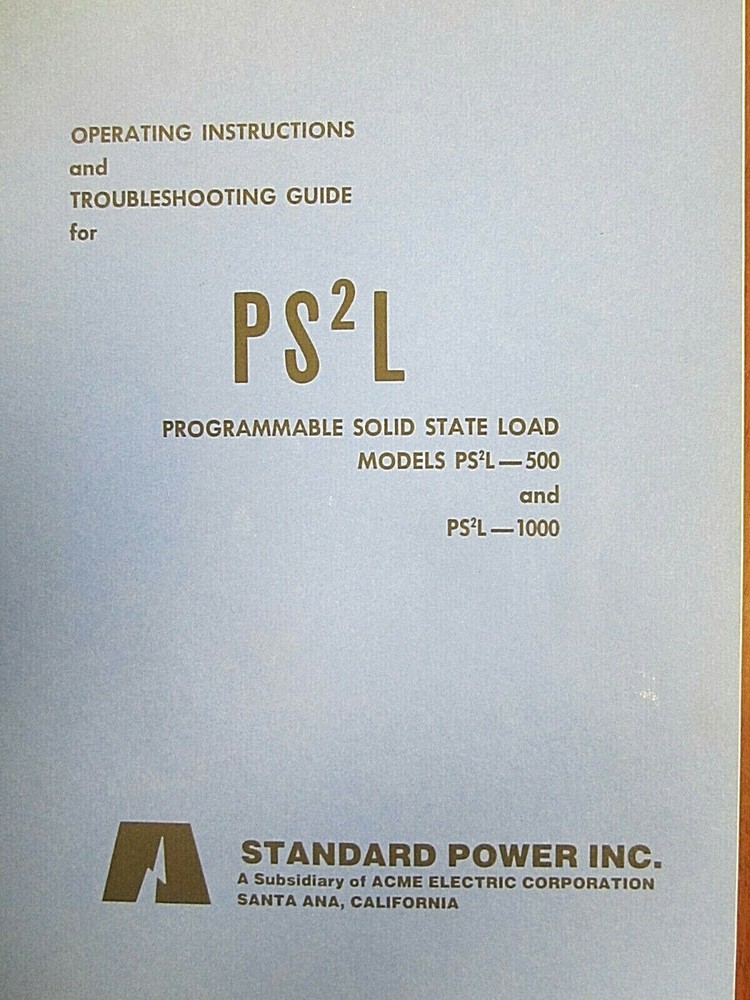 OPERATING INSTRUCTIONS
and
TROUBLESHOOTING GUIDE
for
PS²L
PROGRAMMABLE SOLID STATE LOAD
MODELS PS²L—500
and
PS²L—1000
STANDARD POWER INC.
A Subsidiary of ACME ELECTRIC CORPORATION
SANTA ANA, CALIFORNIA